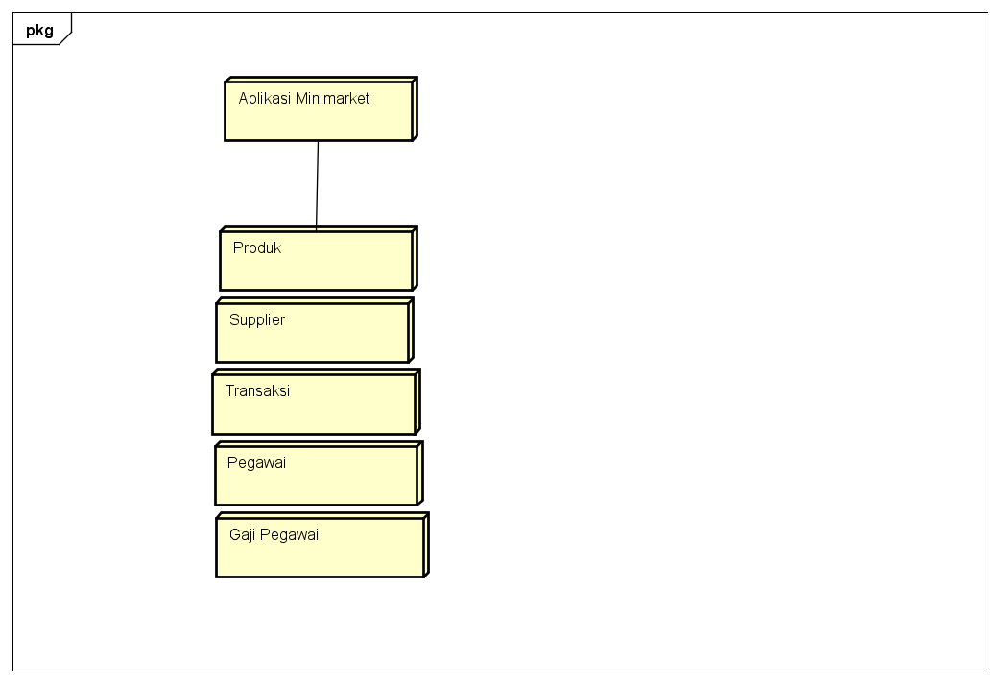 pkg
Aplikasi Minimarket
Produk
Supplier
Transaksi
Pegawai
Gaji Pegawai